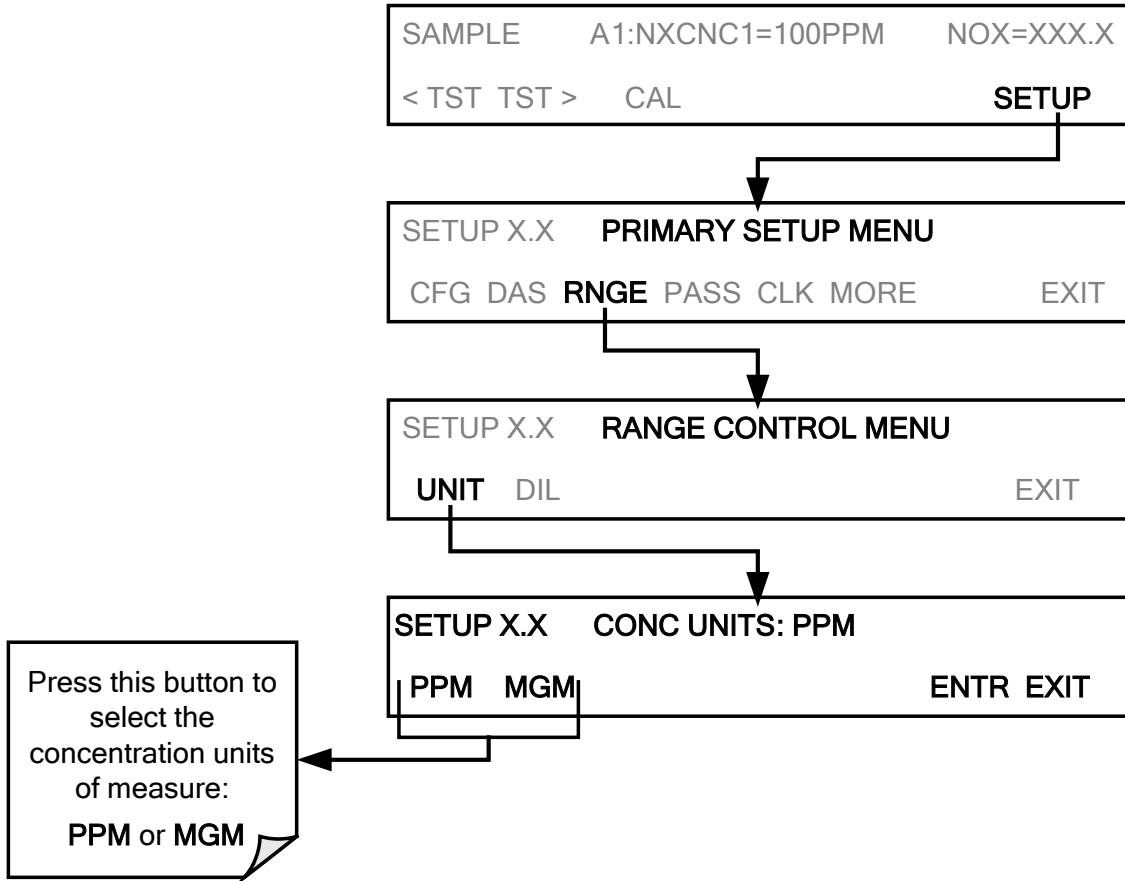 SAMPLE A1:NXCNC1=100PPM NOX=XXX.X
< TST TST > CAL SETUP
SETUP X.X PRIMARY SETUP MENU
CFG DAS RNGE PASS CLK MORE EXIT
SETUP X.X RANGE CONTROL MENU
UNIT DIL EXIT
SETUP X.X CONC UNITS: PPM
PPM MGM ENTR EXIT
Press this button to
select the
concentration units
of measure:
PPM or MGM